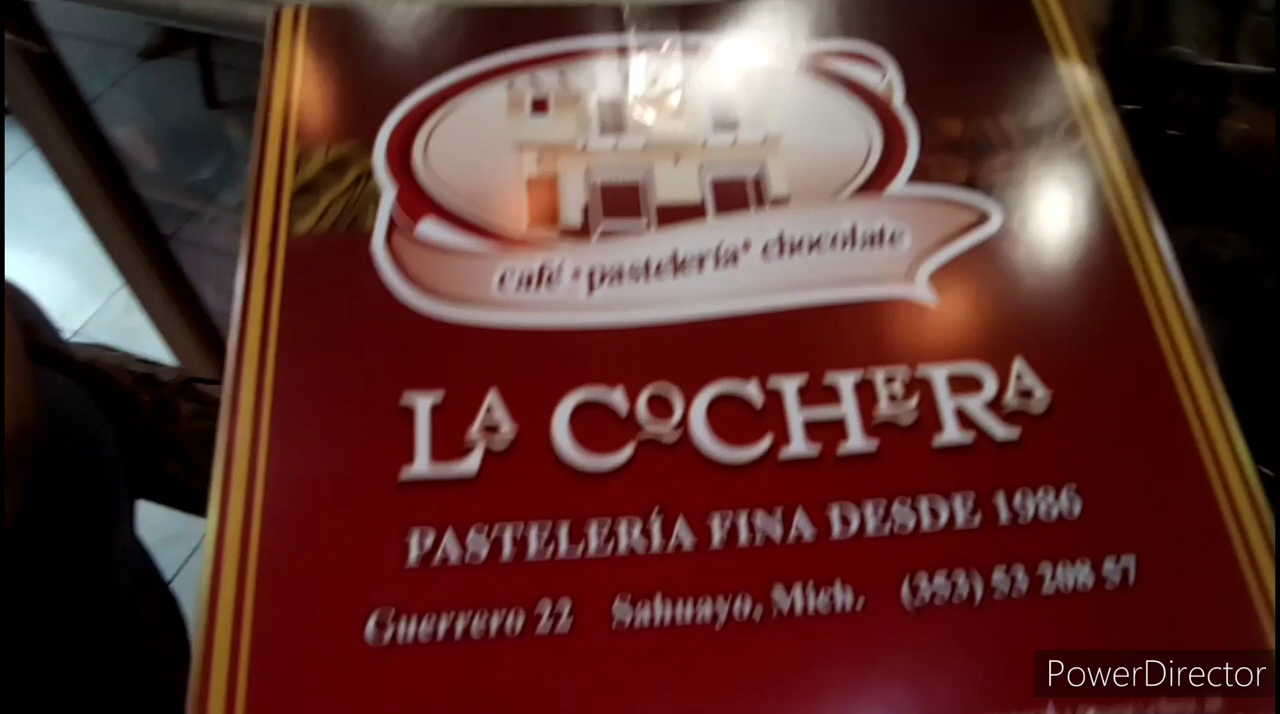 Café • pastelería • chocolate
LA COCHERA
PASTELERÍA FINA DESDE 1986
Guerrero 22 Sahuayo, Mich. (353) 53 208 57
PowerDirector